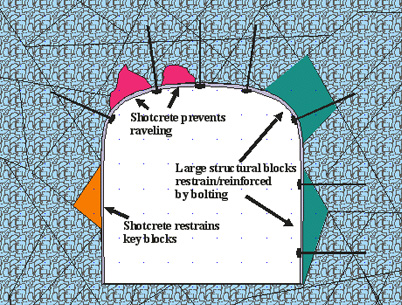 Shotcrete prevents
raveling
Large structural blocks
restrain/reinforced
by bolting
Shotcrete restrains
key blocks